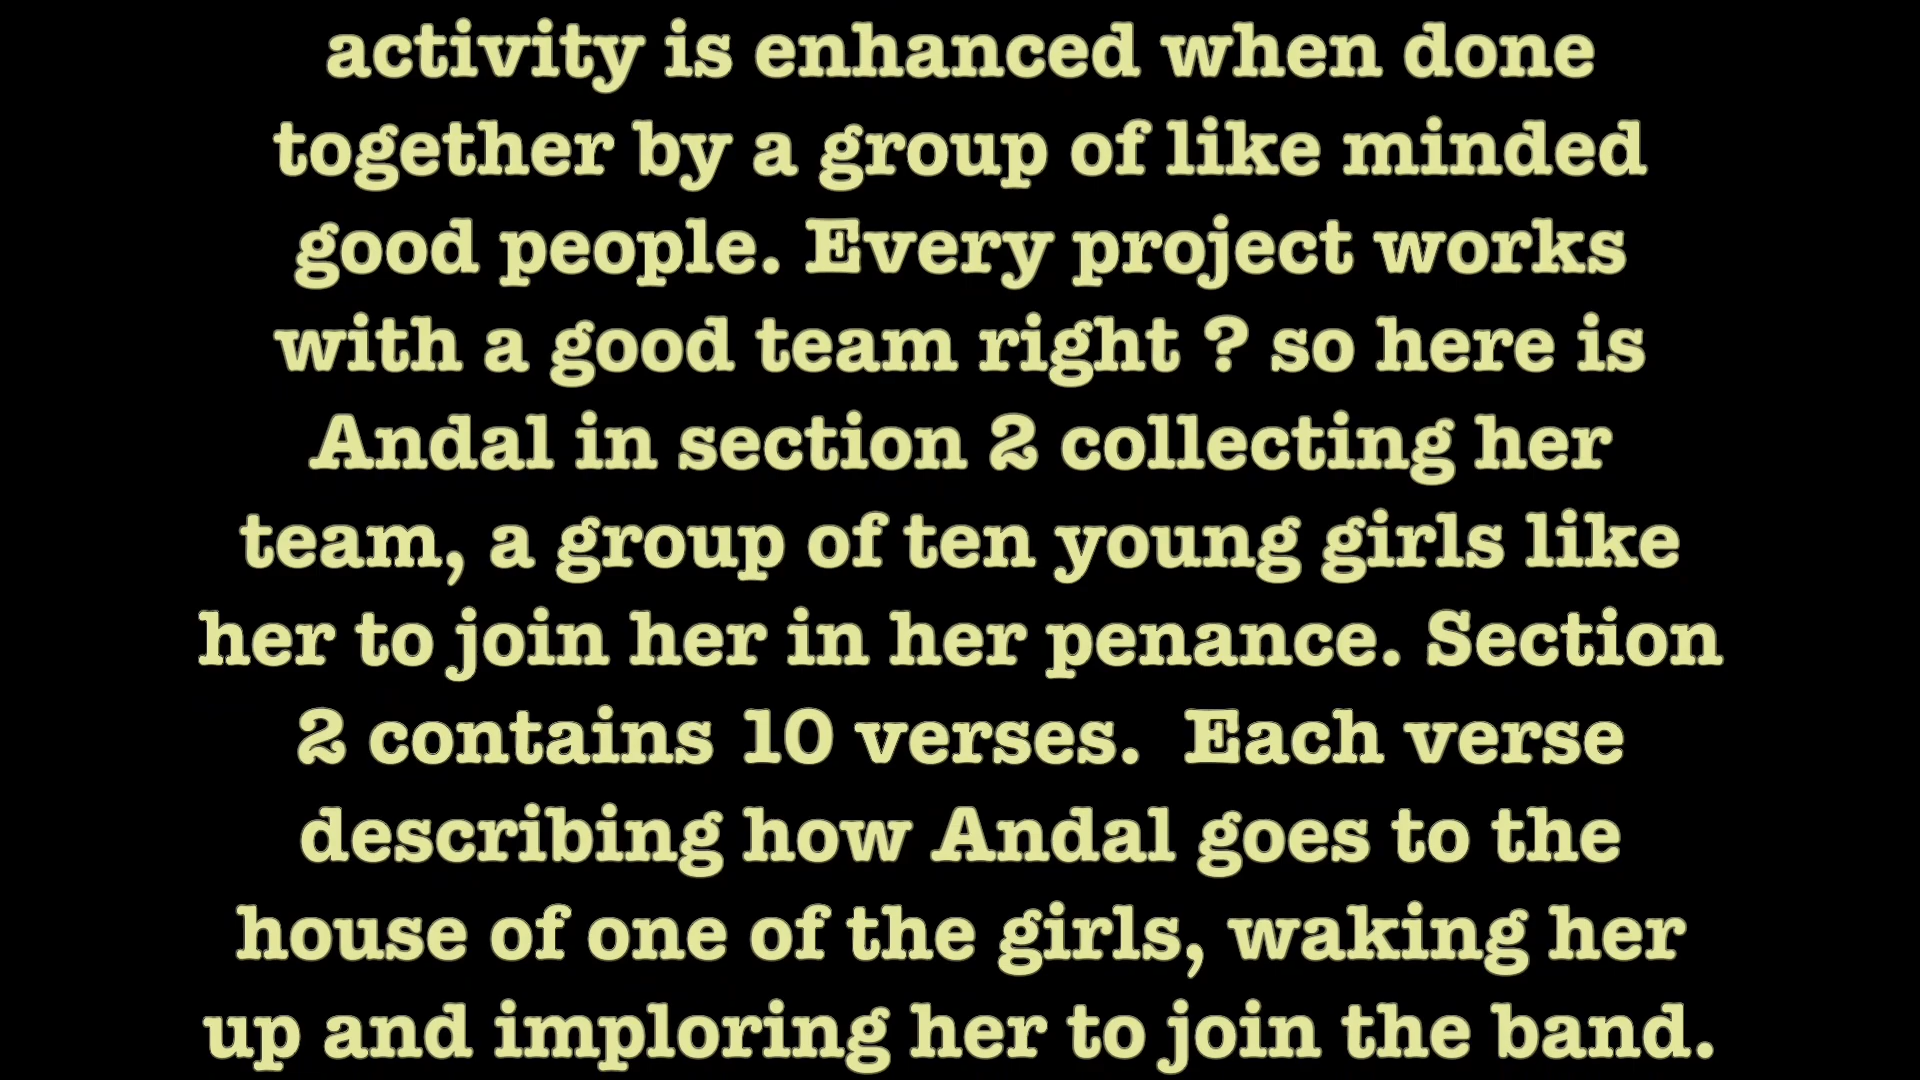 activity is enhanced when done
together by a group of like minded
good people. Every project works
with a good team right ? so here is
Andal in section 2 collecting her
team, a group of ten young girls like
her to join her in her penance. Section
2 contains 10 verses.  Each verse
describing how Andal goes to the
house of one of the girls, waking her
up and imploring her to join the band.